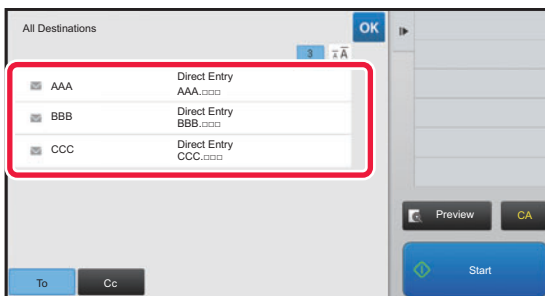 All Destinations
OK
3
A A
AAA
Direct Entry
AAA.□□□
BBB
Direct Entry
BBB.□□□
CCC
Direct Entry
CCC.□□□
Preview
CA
To
Cc
Start